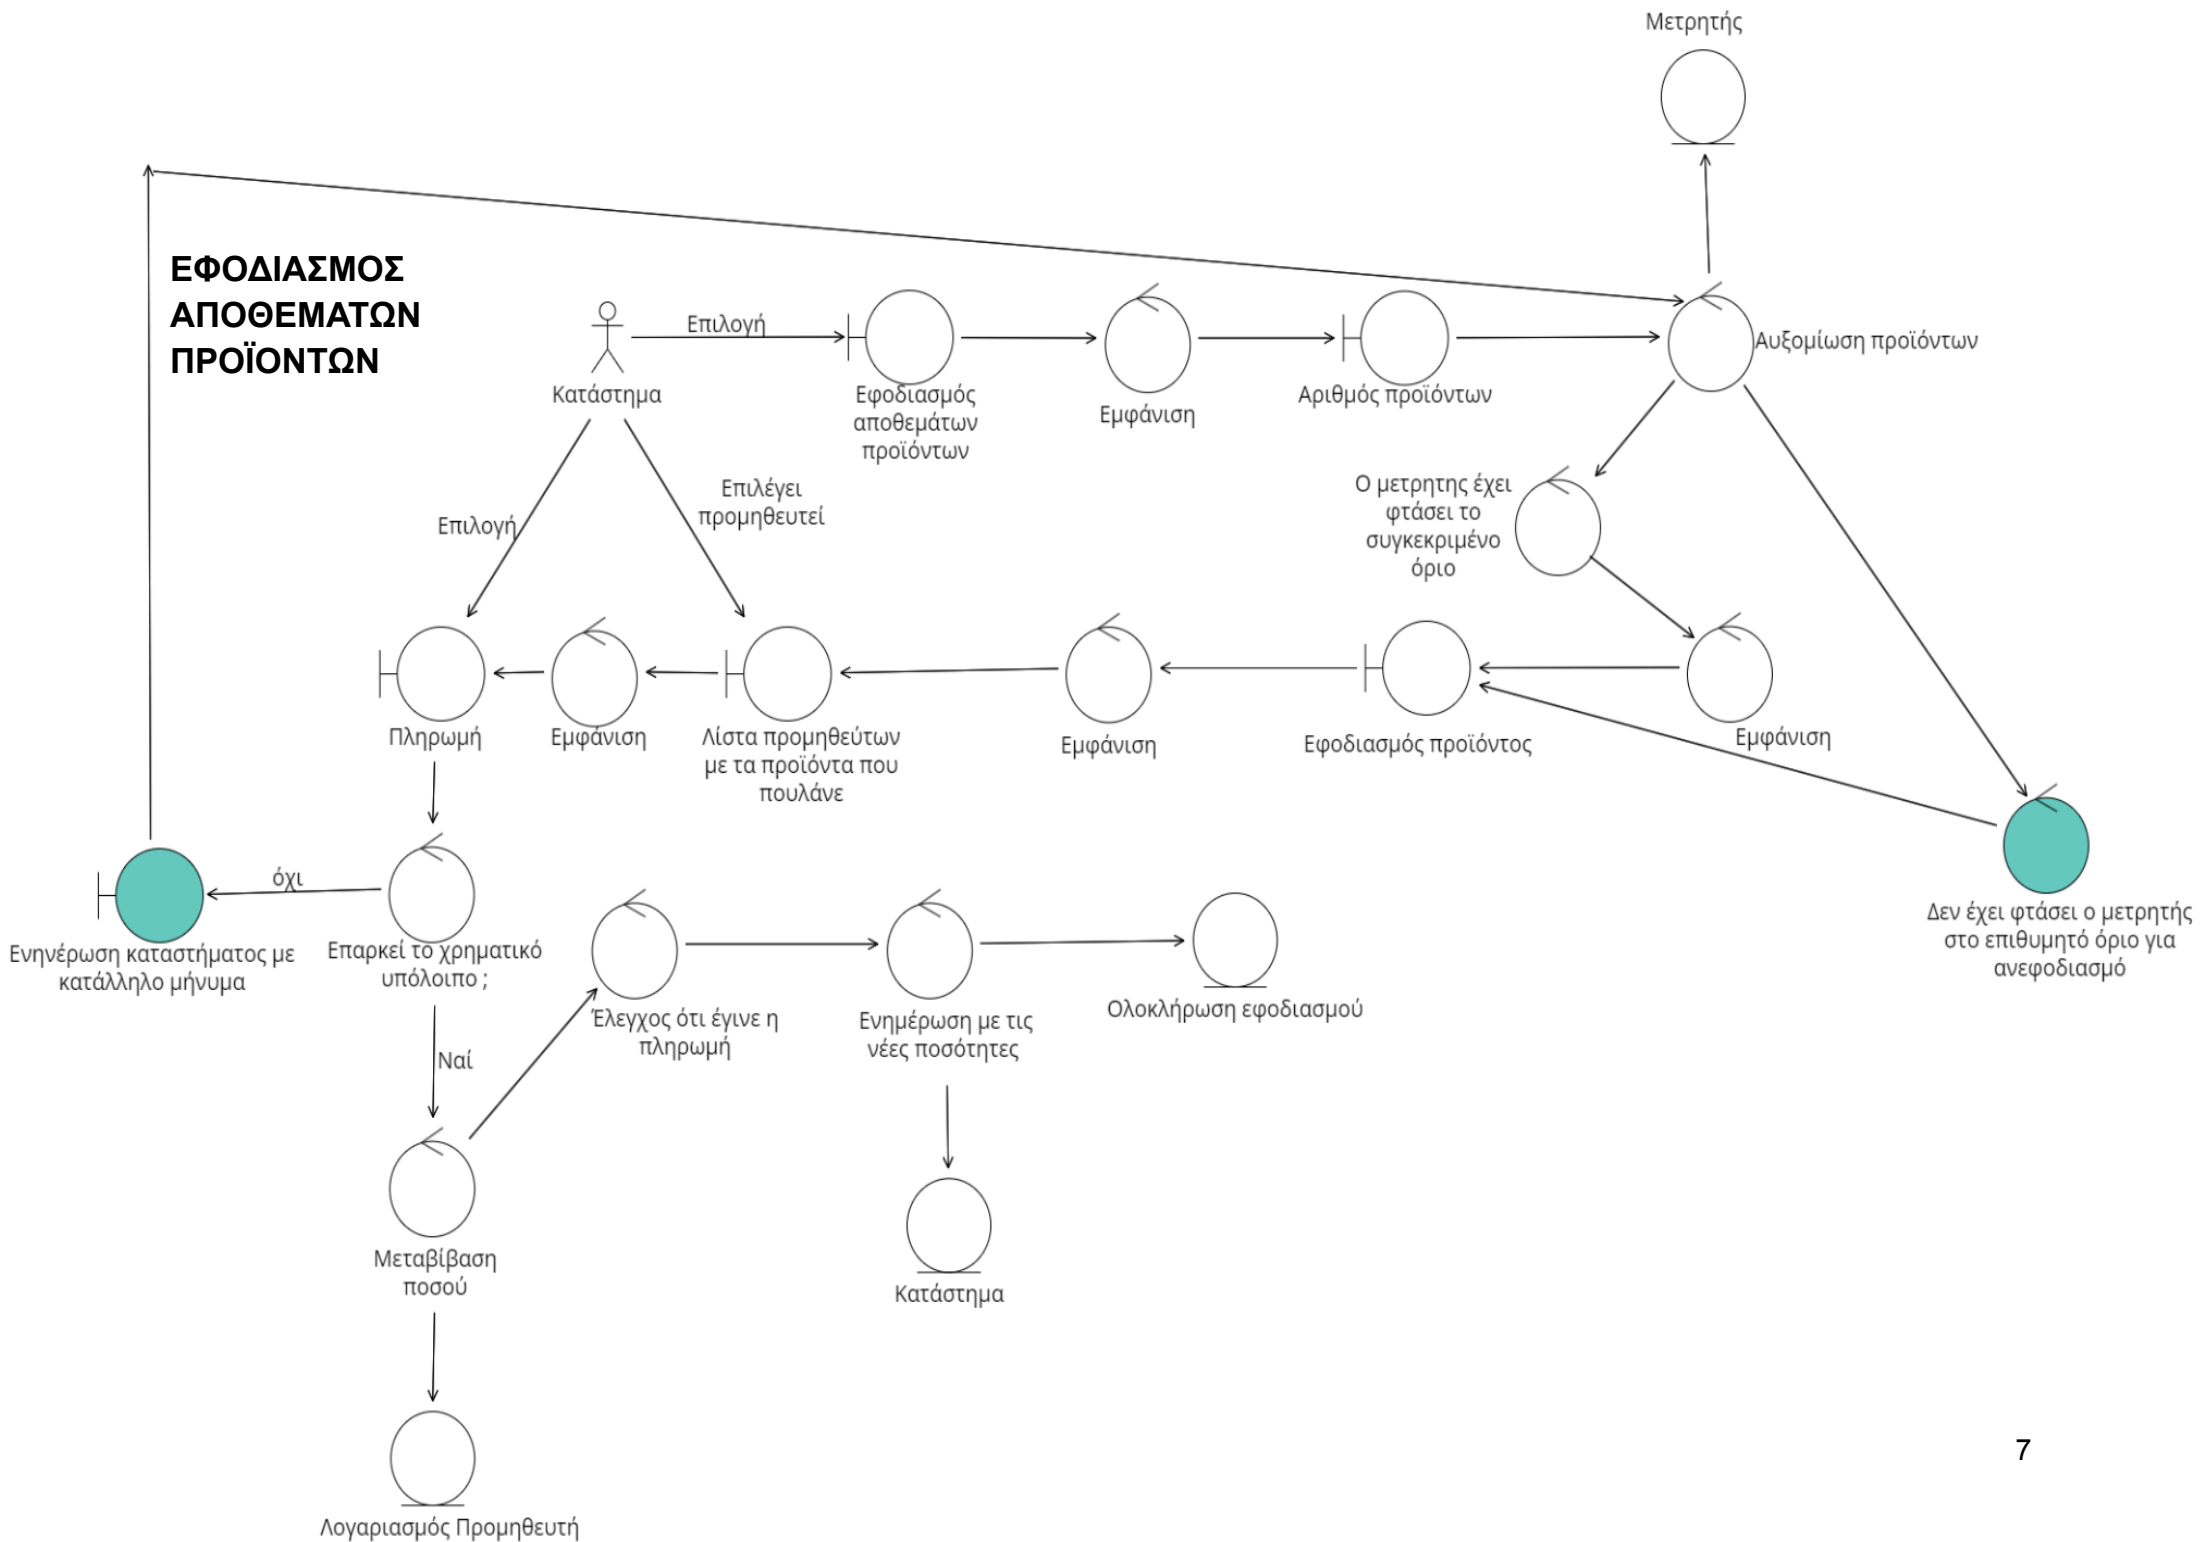 Μετρητής
ΕΦΟΔΙΑΣΜΟΣ
ΑΠΟΘΕΜΑΤΩΝ
ΠΡΟΪΟΝΤΩΝ
Επιλογή
Κατάστημα
Εφοδιασμός
αποθεμάτων
προϊόντων
Εμφάνιση
Αριθμός προϊόντων
Αυξομίωση προϊόντων
Επιλογή
Επιλέγει
προμηθευτεί
Ο μετρητης έχει
φτάσει το
συγκεκριμένο
όριο
Πληρωμή
Εμφάνιση
Λίστα προμηθεύτων
με τα προϊόντα που
πουλάνε
Εμφάνιση
Εφοδιασμός προϊόντος
Εμφάνιση
όχι
Ενηνέρωση καταστήματος με
κατάλληλο μήνυμα
Επαρκεί το χρηματικό
υπόλοιπο ;
Δεν έχει φτάσει ο μετρητής
στο επιθυμητό όριο για
ανεφοδιασμό
Ναί
Έλεγχος ότι έγινε η
πληρωμή
Ενημέρωση με τις
νέες ποσότητες
Ολοκλήρωση εφοδιασμού
Μεταβίβαση
ποσού
Κατάστημα
Λογαριασμός Προμηθευτή
7